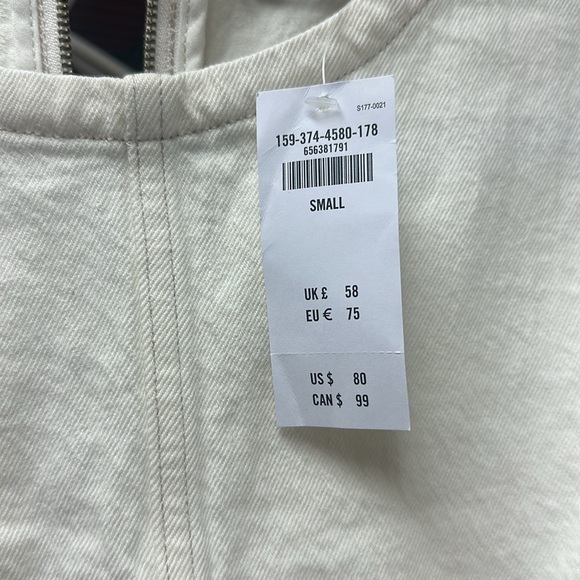 S177-0021
159-374-4580-178
656381791
SMALL
UK £ 58
EU € 75
US $ 80
CAN $ 99